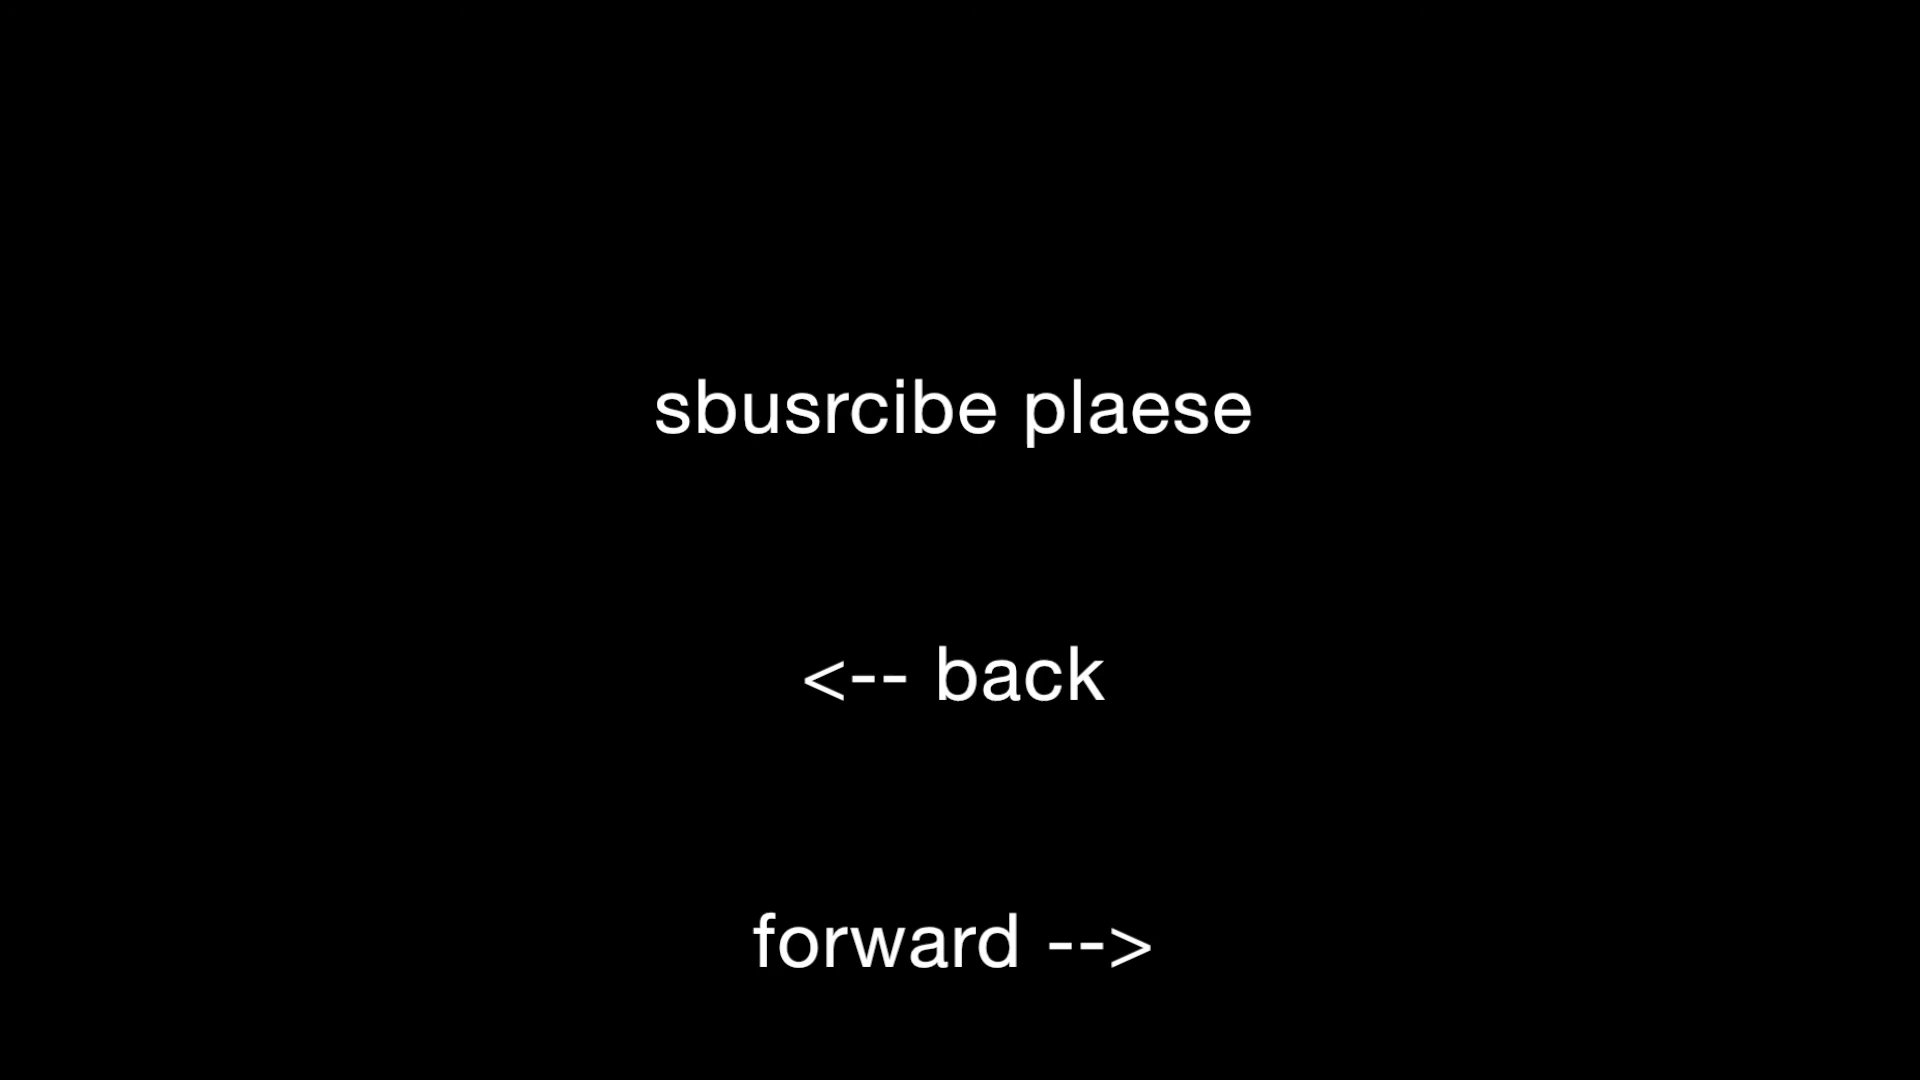 sbusrcibe plaese
<-- back
forward -->